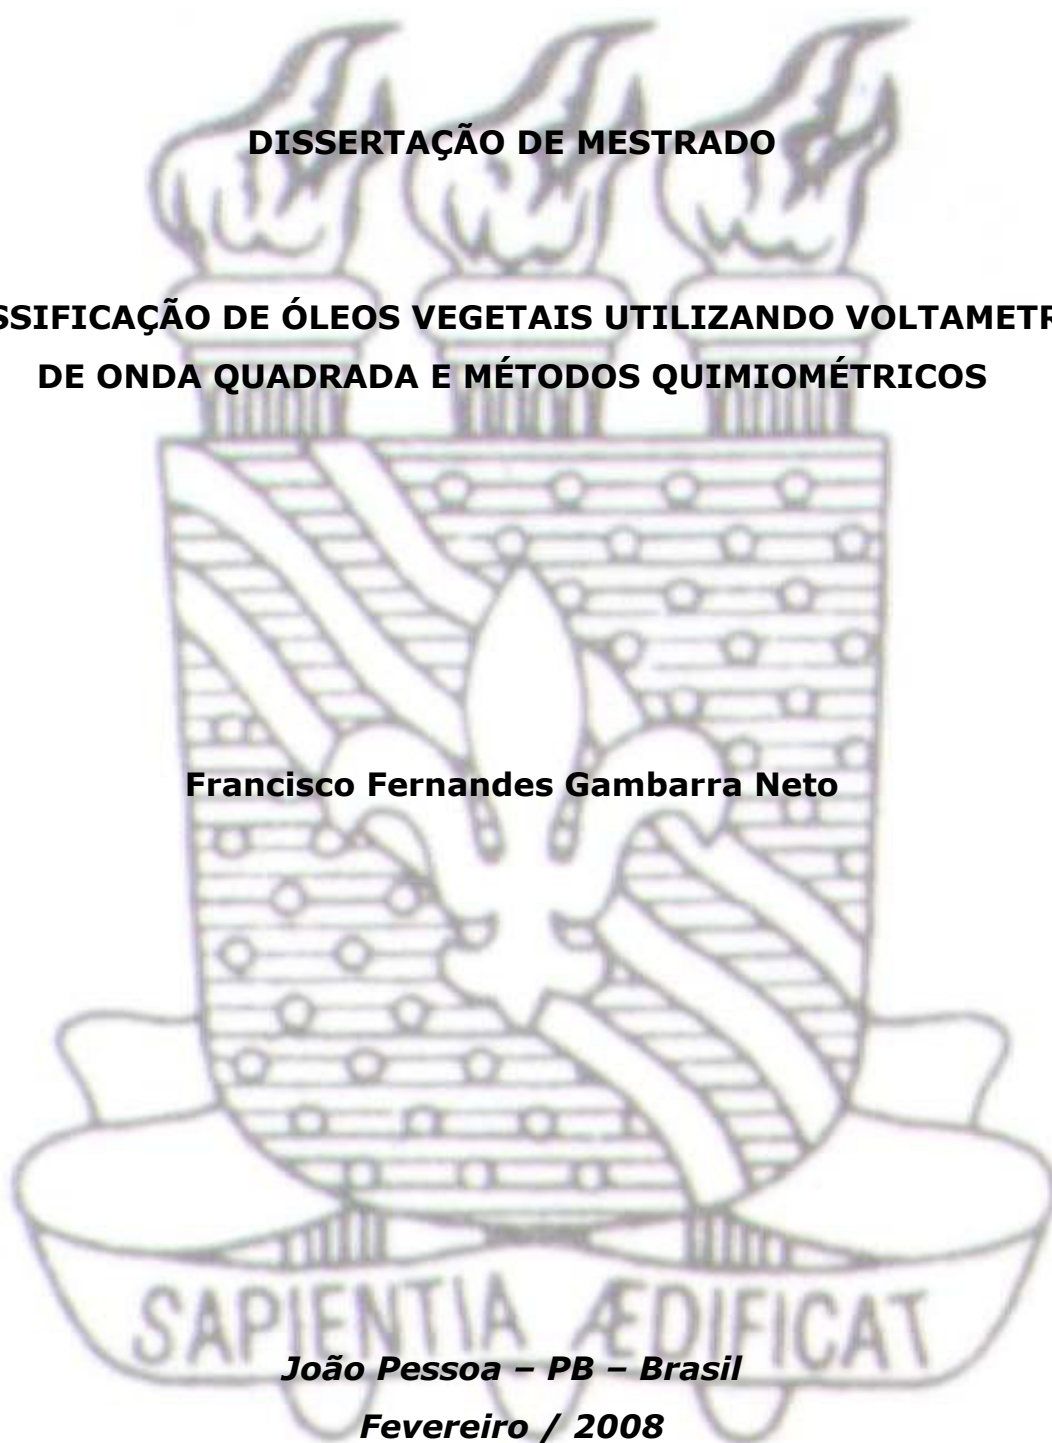 DISSERTAÇÃO DE MESTRADO
SSIFICAÇÃO DE ÓLEOS VEGETAIS UTILIZANDO VOLTAMETR
DE ONDA QUADRADA E MÉTODOS QUIMIOMÉTRICOS
Francisco Fernandes Gambarra Neto
SAPIENTIA ÆDIFICAT
João Pessoa – PB – Brasil
Fevereiro / 2008